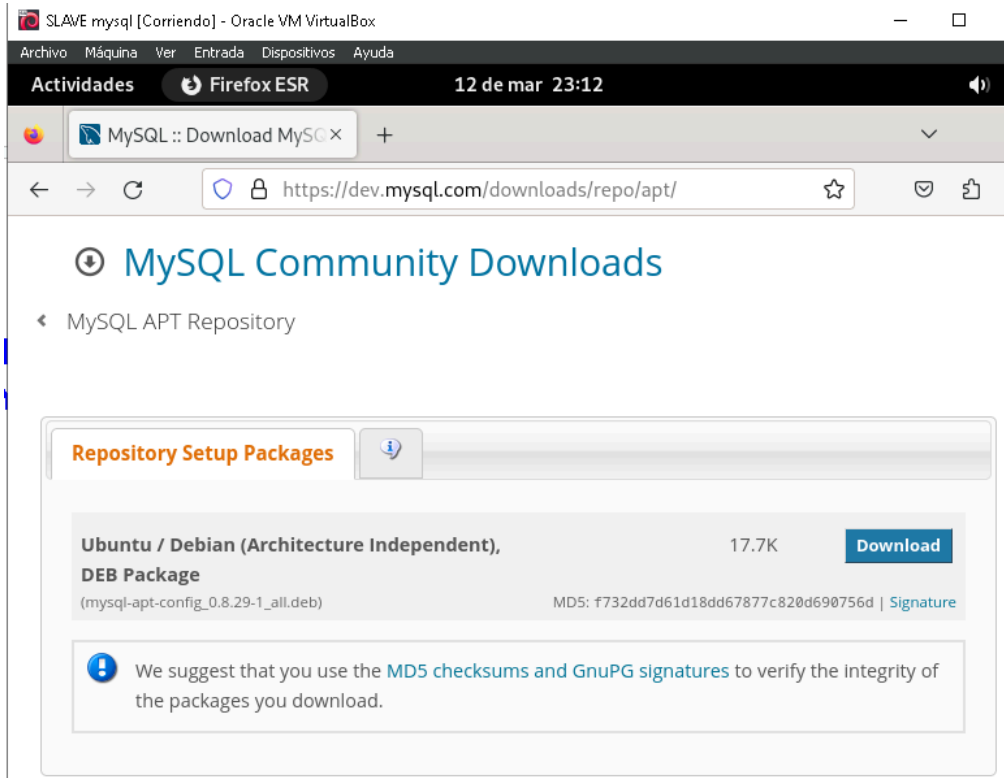 SLAVE mysql [Corriendo] - Oracle VM VirtualBox
Archivo Máquina Ver Entrada Dispositivos Ayuda
Actividades Firefox ESR 12 de mar 23:12
MySQL :: Download MySQ
https://dev.mysql.com/downloads/repo/apt/
MySQL Community Downloads
MySQL APT Repository
Repository Setup Packages
Ubuntu / Debian (Architecture Independent), 17.7K Download
DEB Package
(mysql-apt-config_0.8.29-1_all.deb) MD5: f732dd7d61d18dd67877c820d690756d | Signature
We suggest that you use the MD5 checksums and GnuPG signatures to verify the integrity of
the packages you download.